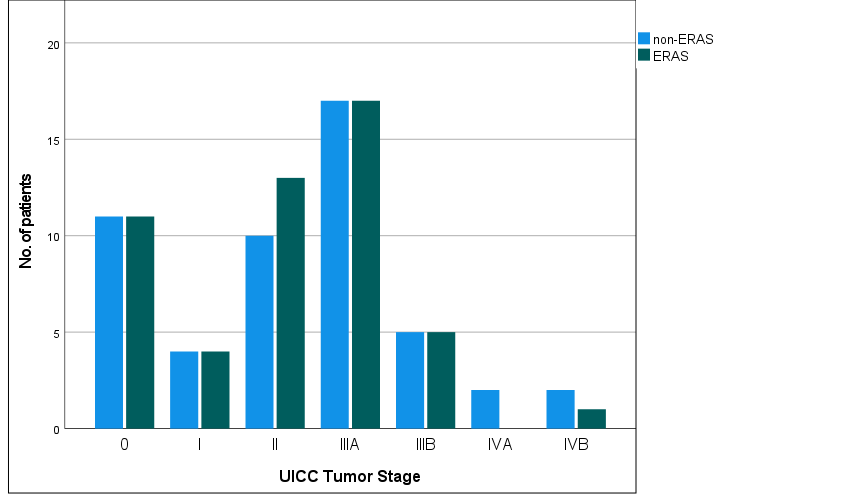 non-ERAS
ERAS
20
15
10
5
0
No. of patients
0 I II IIIA IIIB IVA IVB
UICC Tumor Stage